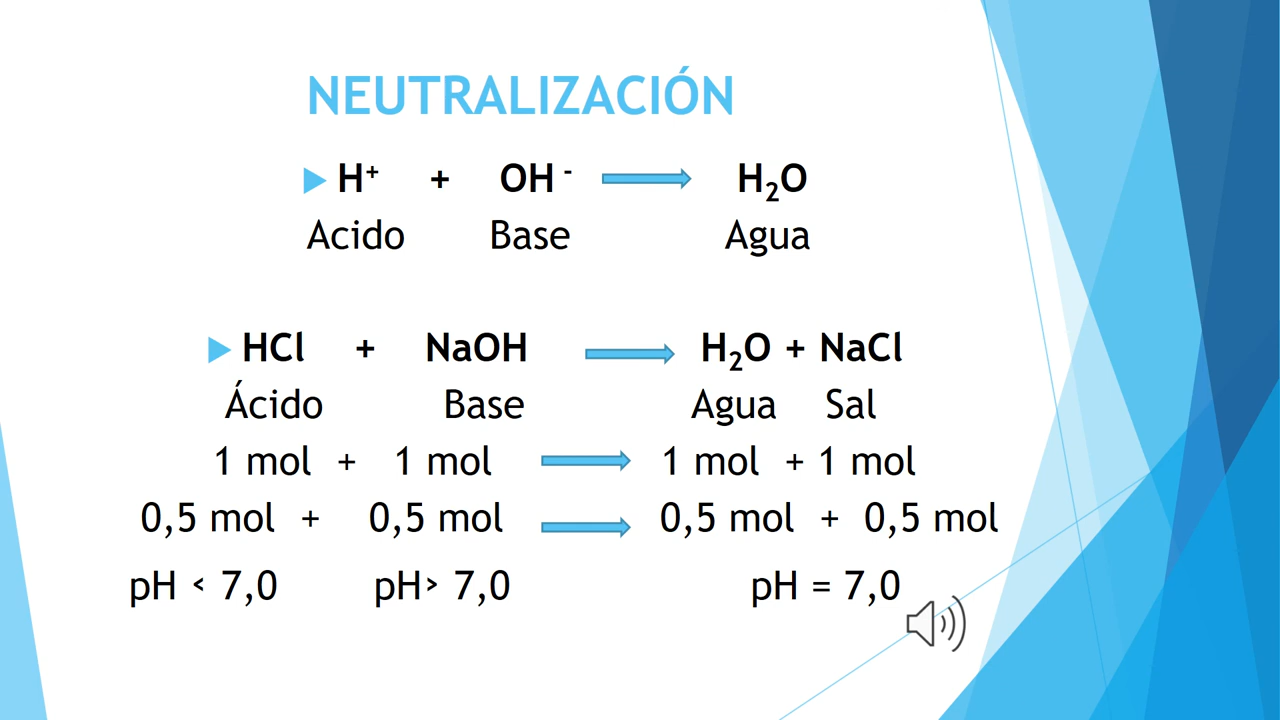 NEUTRALIZACIÓN
H⁺ + OH ⁻ H₂O
Acido Base Agua
HCl + NaOH H₂O + NaCl
Ácido Base Agua Sal
1 mol + 1 mol 1 mol + 1 mol
0,5 mol + 0,5 mol 0,5 mol + 0,5 mol
pH < 7,0 pH> 7,0 pH = 7,0